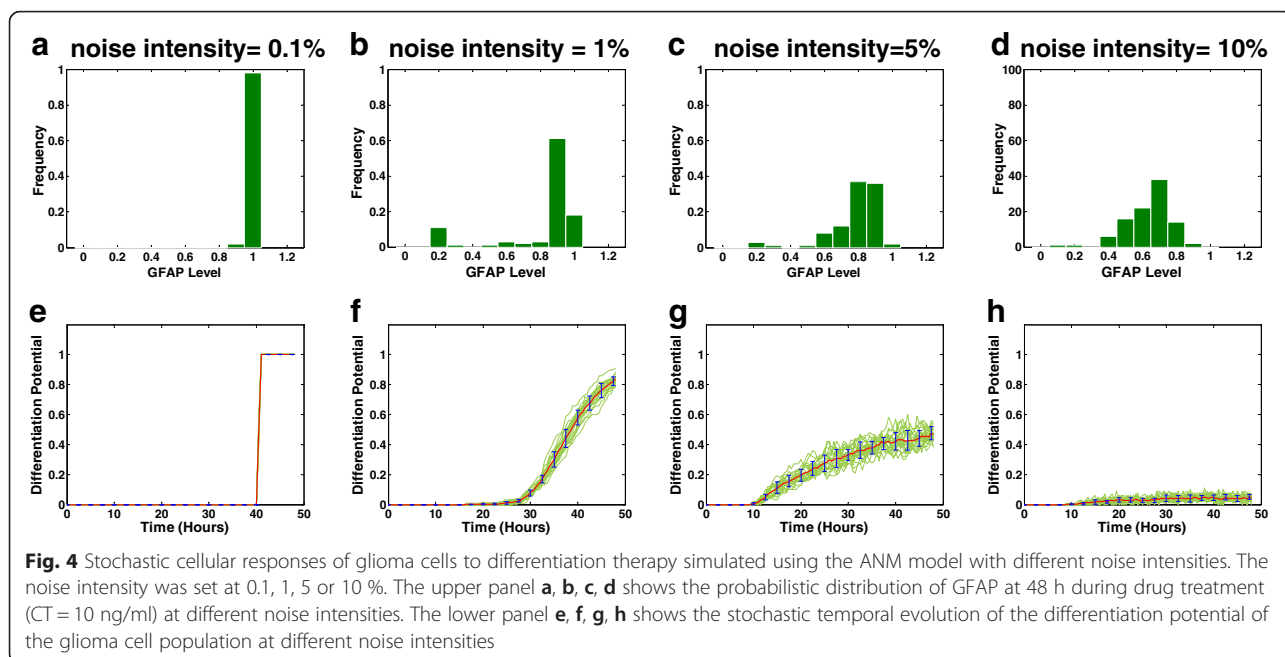 a noise intensity= 0.1%
b noise intensity = 1%
c noise intensity=5%
d noise intensity= 10%
Frequency
1
0.8
0.6
0.4
0.2
0
0 0.2 0.4 0.6 0.8 1 1.2
GFAP Level
Frequency
1
0.8
0.6
0.4
0.2
0
0 0.2 0.4 0.6 0.8 1 1.2
GFAP Level
Frequency
1
0.8
0.6
0.4
0.2
0
0 0.2 0.4 0.6 0.8 1 1.2
GFAP Level
Frequency
100
80
60
40
20
0
0 0.2 0.4 0.6 0.8 1 1.2
GFAP Level
e
Differentiation Potential
1
0.8
0.6
0.4
0.2
0
0 10 20 30 40 50
Time (Hours)
f
Differentiation Potential
1
0.8
0.6
0.4
0.2
0
0 10 20 30 40 50
Time (Hours)
g
Differentiation Potential
1
0.8
0.6
0.4
0.2
0
0 10 20 30 40 50
Time (Hours)
h
Differentiation Potential
1
0.8
0.6
0.4
0.2
0
0 10 20 30 40 50
Time (Hours)
Fig. 4 Stochastic cellular responses of glioma cells to differentiation therapy simulated using the ANM model with different noise intensities. The
noise intensity was set at 0.1, 1, 5 or 10 %. The upper panel a, b, c, d shows the probabilistic distribution of GFAP at 48 h during drug treatment
(CT = 10 ng/ml) at different noise intensities. The lower panel e, f, g, h shows the stochastic temporal evolution of the differentiation potential of
the glioma cell population at different noise intensities